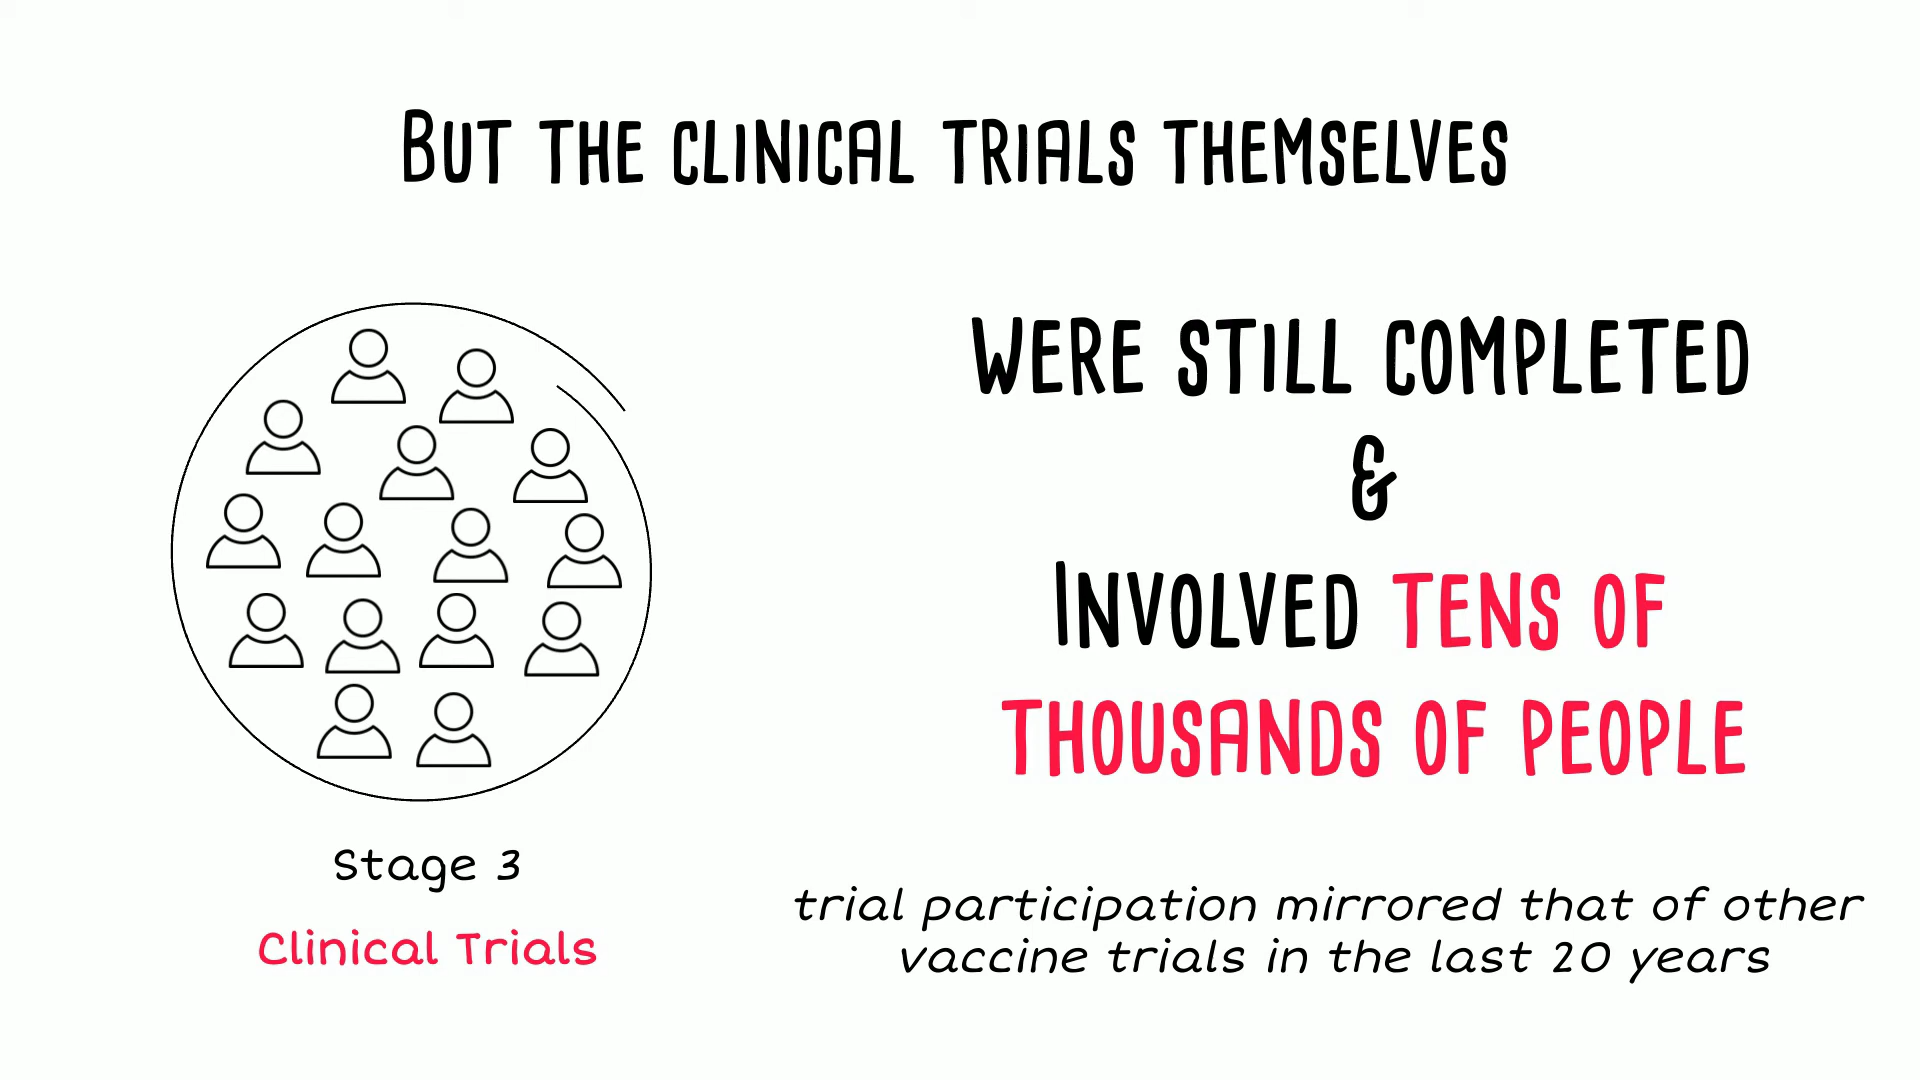 But the clinical trials themselves
Were still completed
&
Involved tens of
thousands of people
Stage 3
Clinical Trials
trial participation mirrored that of other
vaccine trials in the last 20 years